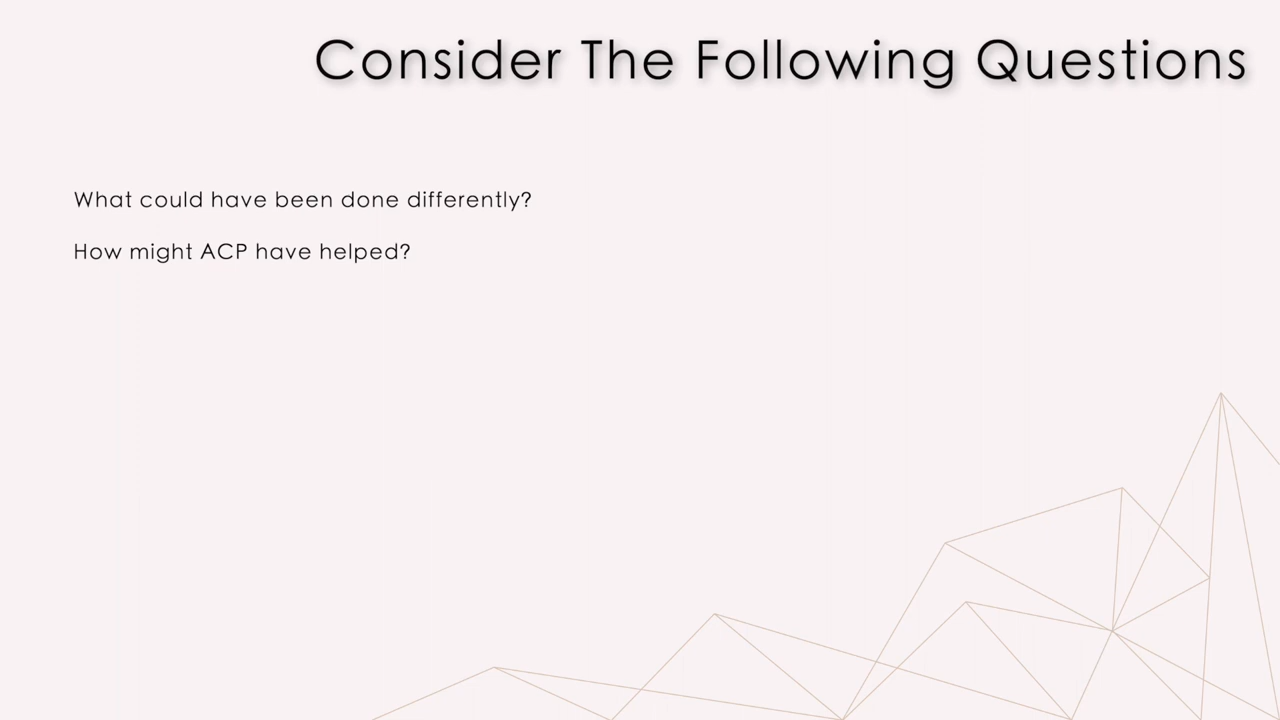 Consider The Following Questions
What could have been done differently?
How might ACP have helped?